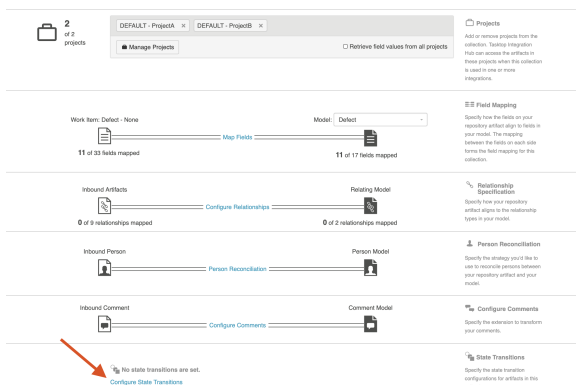 2
of 2
projects
DEFAULT - ProjectA ×
DEFAULT - ProjectB ×
Manage Projects
Retrieve field values from all projects
Projects
Add or remove projects from the
collection. Tasktop Integration
Hub can access the artifacts in
these projects when this collection
is used in one or more
integrations.
Work Item: Defect - None
Model: Defect
Map Fields
11 of 33 fields mapped
11 of 17 fields mapped
Field Mapping
Specify how the fields on your
repository artifact align to fields in
your model. The mapping
between the fields on each side
forms the field mapping for this
collection.
Inbound Artifacts
Relating Model
Configure Relationships
0 of 9 relationships mapped
0 of 2 relationships mapped
Relationship
Specification
Specify how your repository
artifact aligns to the relationship
types in your model.
Inbound Person
Person Model
Person Reconciliation
Person Reconciliation
Specify the strategy you'd like to
use to reconcile persons between
your repository artifact and your
model.
Inbound Comment
Comment Model
Configure Comments
Configure Comments
Specify the extension to transform
your comments.
No state transitions are set.
Configure State Transitions
State Transitions
Specify the state transition
configurations for artifacts in this